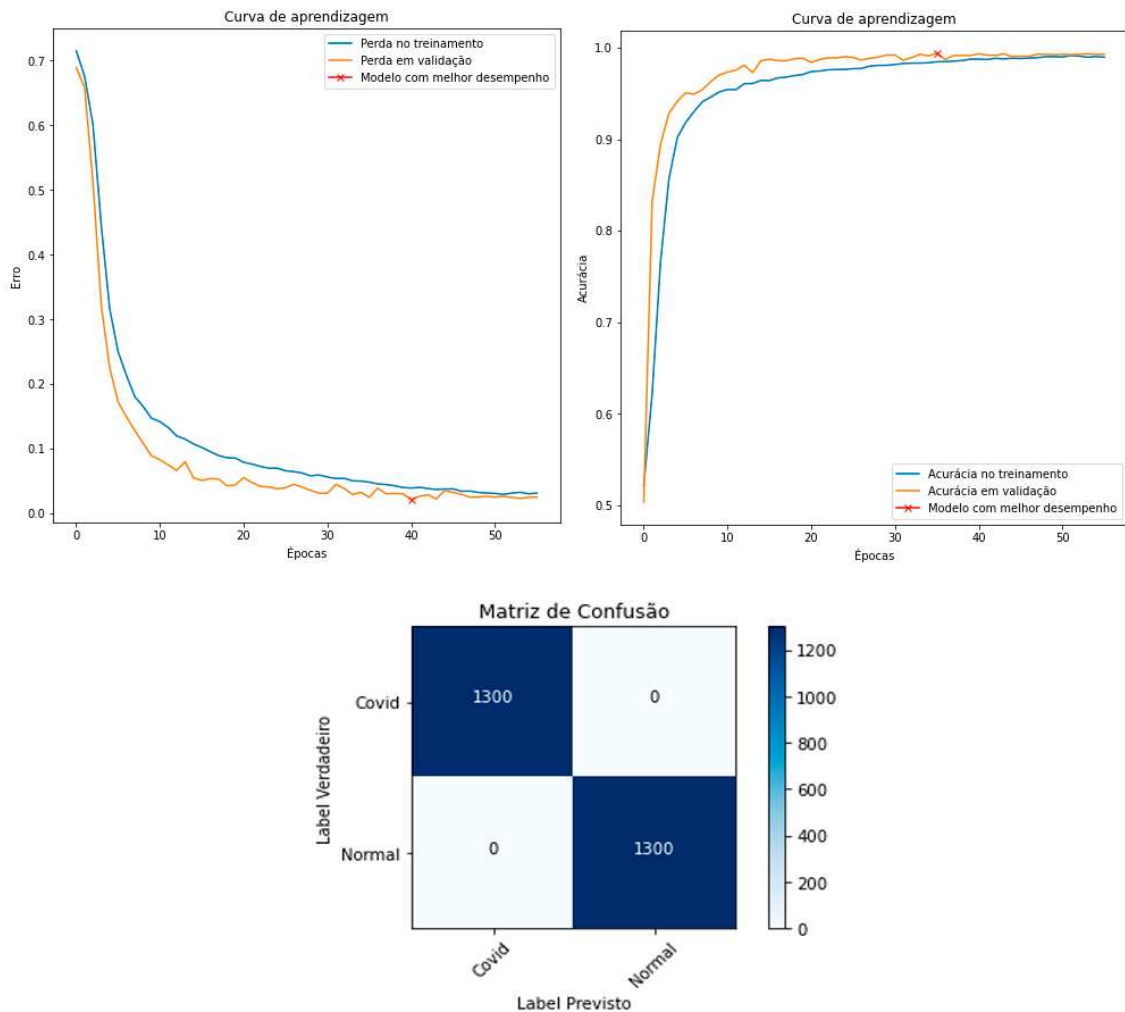 Curva de aprendizagem
Perda no treinamento
Perda em validação
Modelo com melhor desempenho
0.7
0.6
0.5
0.4
0.3
0.2
0.1
0.0
Erro
0 10 20 30 40 50
Épocas
Curva de aprendizagem
1.0
0.9
0.8
0.7
0.6
0.5
Acurácia
Acurácia no treinamento
Acurácia em validação
Modelo com melhor desempenho
0 10 20 30 40 50
Épocas
Matriz de Confusão
Label Verdadeiro
Covid 1300 0
Normal 0 1300
Covid Normal
Label Previsto
1200
1000
800
600
400
200
0